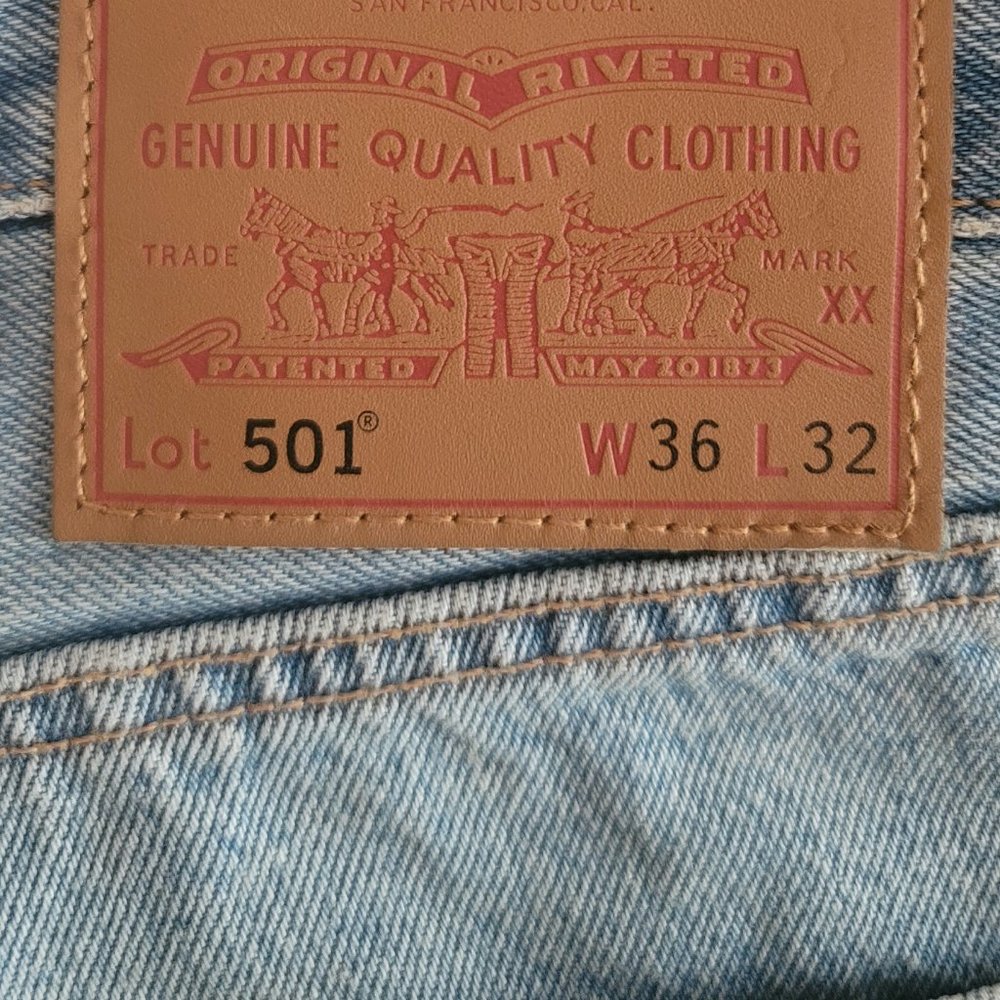 SAN FRANCISCO, CAL.
ORIGINAL RIVETED
GENUINE QUALITY CLOTHING
TRADE MARK
XX
PATENTED MAY 20 1873
Lot 501® W36 L32